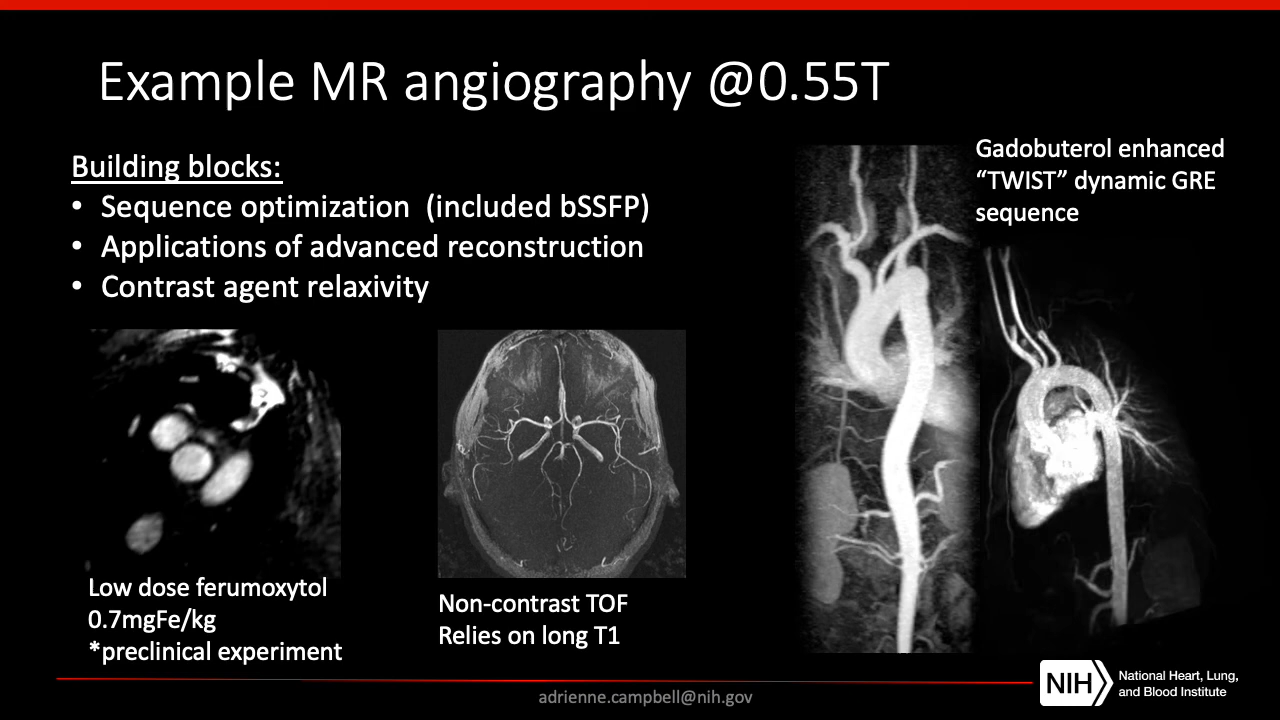 Example MR angiography @0.55T
Building blocks:
• Sequence optimization (included bSSFP)
• Applications of advanced reconstruction
• Contrast agent relaxivity
Gadobuterol enhanced
“TWIST” dynamic GRE
sequence
Low dose ferumoxytol
0.7mgFe/kg
*preclinical experiment
Non-contrast TOF
Relies on long T1
adrienne.campbell@nih.gov
NIH
National Heart, Lung,
and Blood Institute